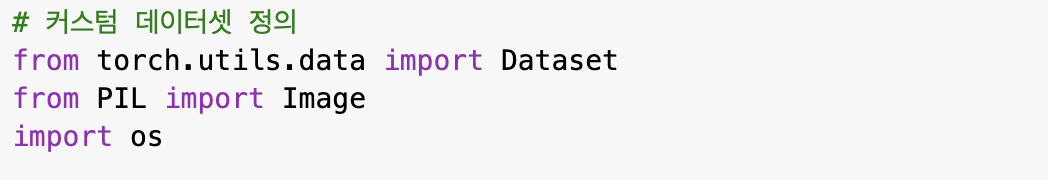 # 커스텀 데이터셋 정의
from torch.utils.data import Dataset
from PIL import Image
import os